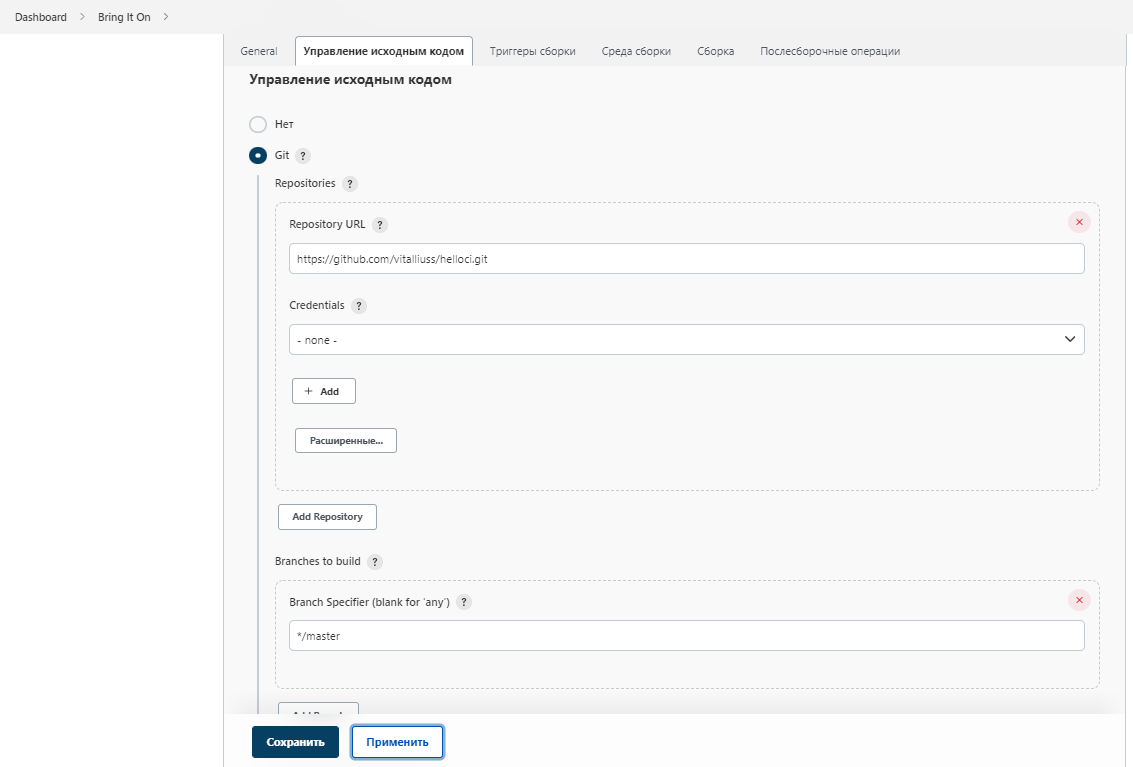 Dashboard > Bring It On >
General Управление исходным кодом Триггеры сборки Среда сборки Сборка Послесборочные операции
Управление исходным кодом
Нет
Git ?
Repositories ?
Repository URL ?
https://github.com/vitalliuss/helloci.git
Credentials ?
- none -
+ Add
Расширенные...
Add Repository
Branches to build ?
Branch Specifier (blank for 'any') ?
*/master
Сохранить Применить